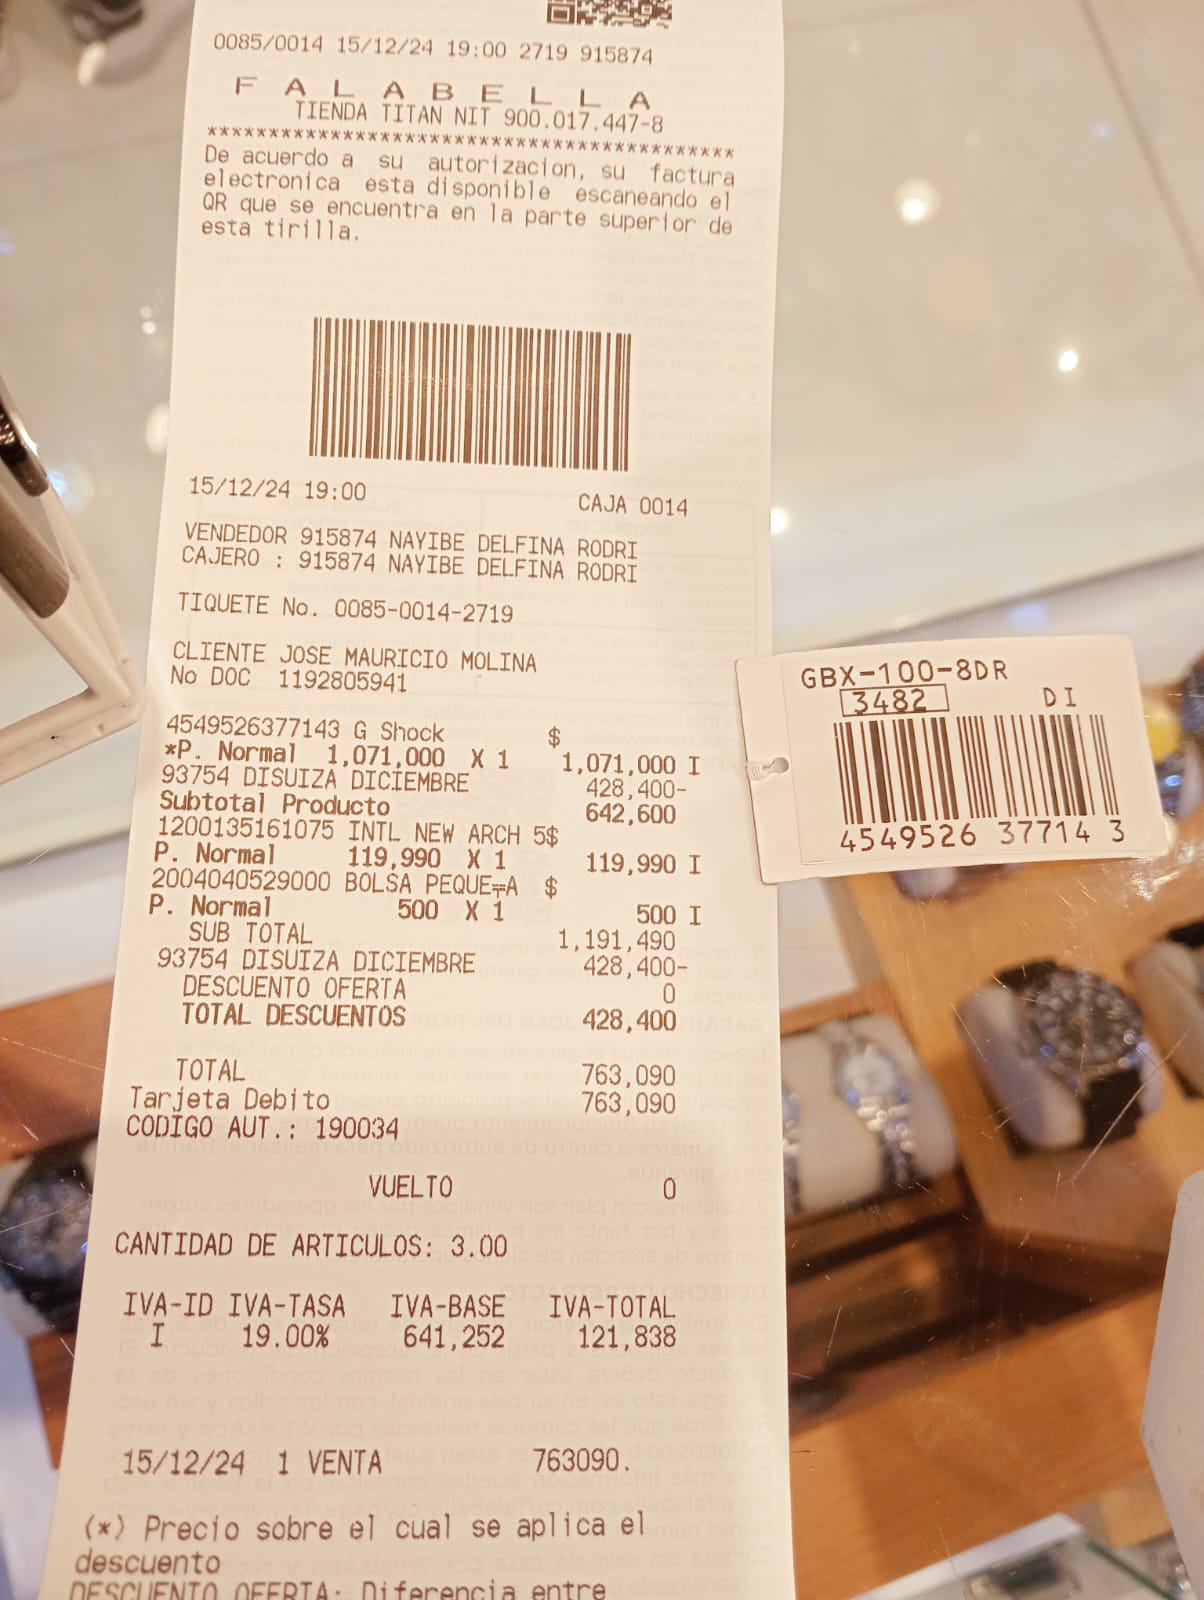 0085/0014 15/12/24 19:00 2719 915874
FALABELLA
TIENDA TITAN NIT 900.017.447-8
*******************************************
De acuerdo a su autorizacion, su factura
electronica esta disponible escaneando el
QR que se encuentra en la parte superior de
esta tirilla.
15/12/24 19:00 CAJA 0014
VENDEDOR 915874 NAYIBE DELFINA RODRI
CAJERO : 915874 NAYIBE DELFINA RODRI
TIQUETE No. 0085-0014-2719
CLIENTE JOSE MAURICIO MOLINA
No DOC 1192805941
4549526377143 G Shock $
*P. Normal 1,071,000 X 1 1,071,000 I
93754 DISUIZA DICIEMBRE 428,400-
Subtotal Producto 642,600
1200135161075 INTL NEW ARCH 5$
P. Normal 119,990 X 1 119,990 I
2004040529000 BOLSA PEQUE╤A $
P. Normal 500 X 1 500 I
SUB TOTAL 1,191,490
93754 DISUIZA DICIEMBRE 428,400-
DESCUENTO OFERTA 0
TOTAL DESCUENTOS 428,400
TOTAL 763,090
Tarjeta Debito 763,090
CODIGO AUT.: 190034
VUELTO 0
CANTIDAD DE ARTICULOS: 3.00
IVA-ID IVA-TASA IVA-BASE IVA-TOTAL
I 19.00% 641,252 121,838
15/12/24 1 VENTA 763090.
(*) Precio sobre el cual se aplica el
descuento
DESCUENTO OFERTA: Diferencia entre
GBX-100-8DR
3482 DI
4549526 37714 3